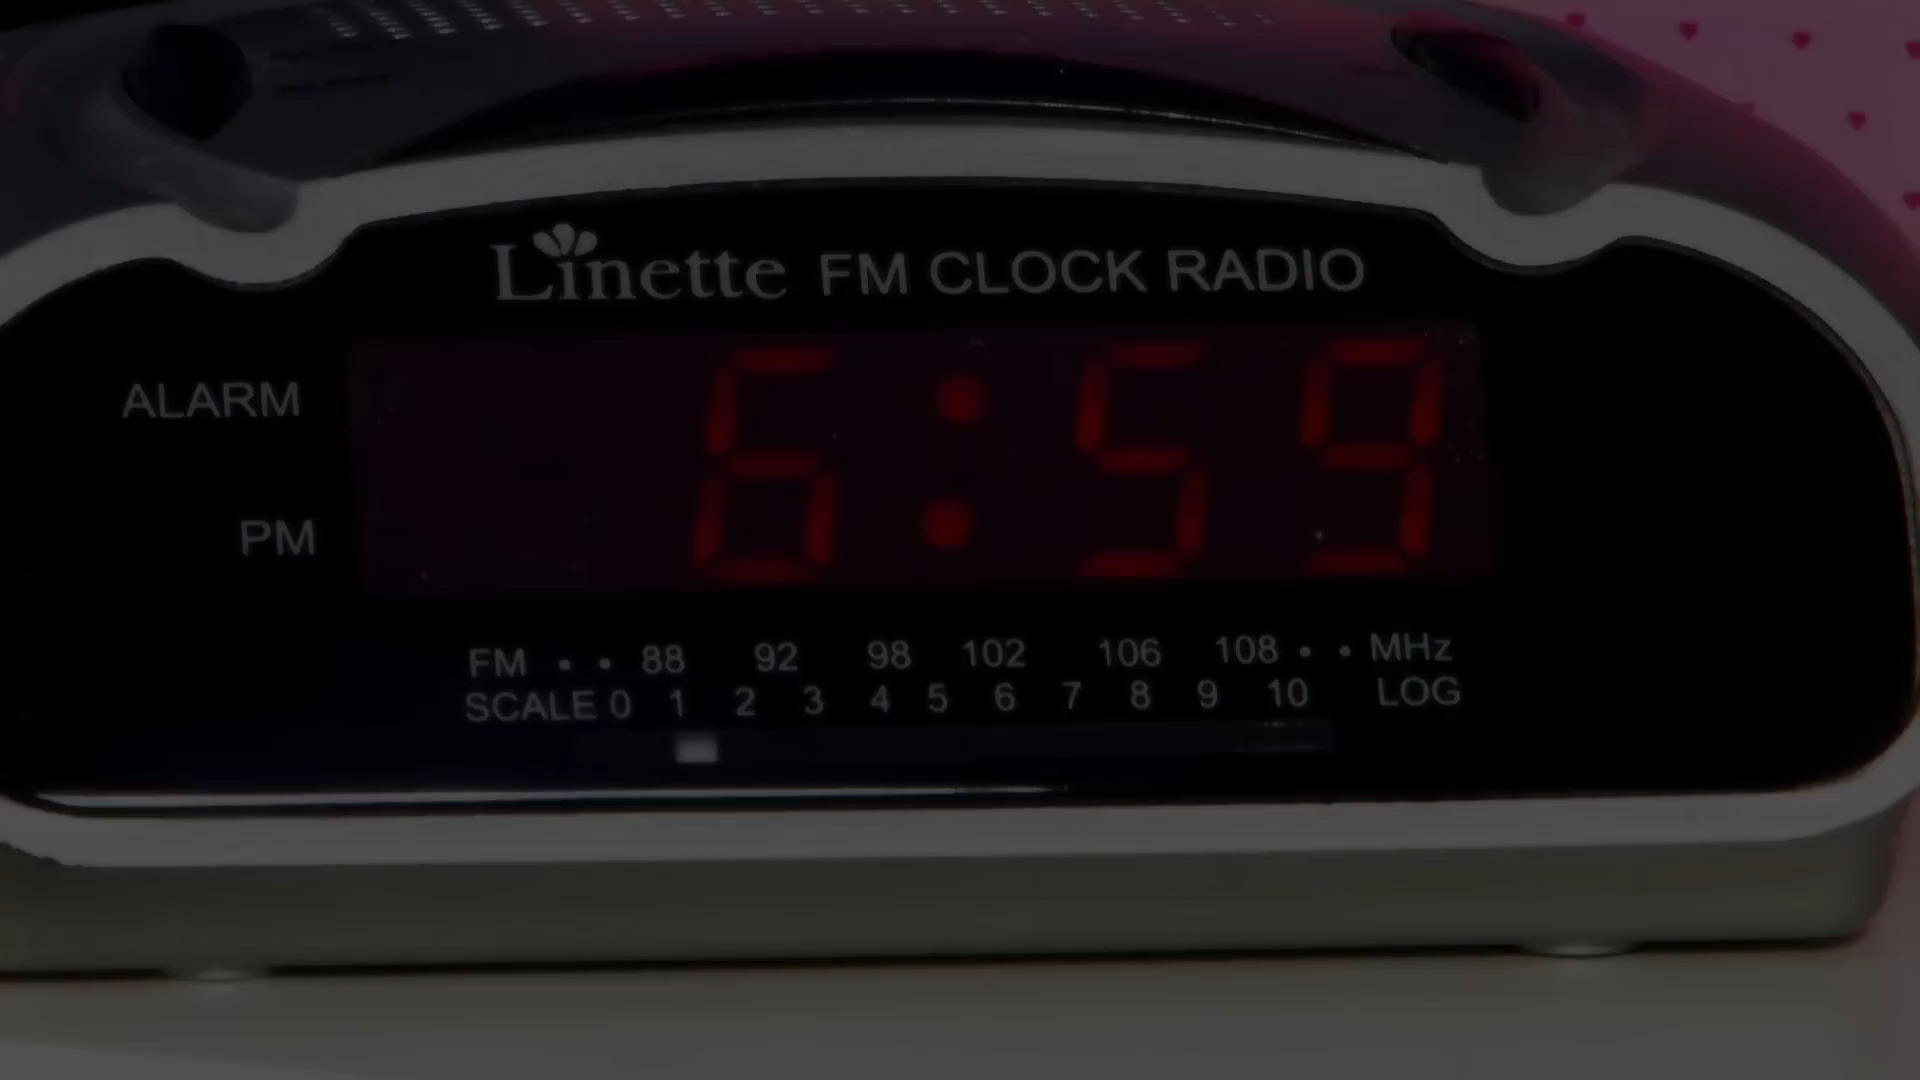 Linette FM CLOCK RADIO
ALARM
6:59
PM
FM • • 88 92 98 102 106 108 • • MHz
SCALE 0 1 2 3 4 5 6 7 8 9 10 LOG